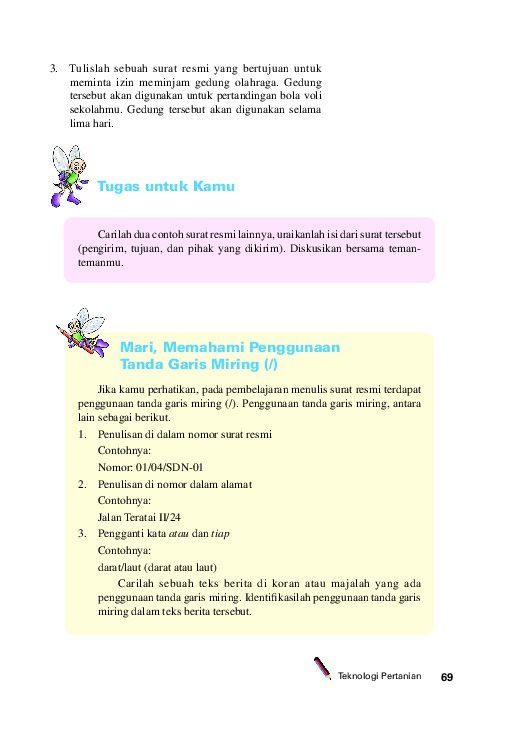 3. Tulislah sebuah surat resmi yang bertujuan untuk
meminta izin meminjam gedung olahraga. Gedung
tersebut akan digunakan untuk pertandingan bola voli
sekolahmu. Gedung tersebut akan digunakan selama
lima hari.
Tugas untuk Kamu
Carilah dua contoh surat resmi lainnya, uraikanlah isi dari surat tersebut
(pengirim, tujuan, dan pihak yang dikirim). Diskusikan bersama teman-
temanmu.
Mari, Memahami Penggunaan
Tanda Garis Miring (/)
Jika kamu perhatikan, pada pembelajaran menulis surat resmi terdapat
penggunaan tanda garis miring (/). Penggunaan tanda garis miring, antara
lain sebagai berikut.
1. Penulisan di dalam nomor surat resmi
Contohnya:
Nomor: 01/04/SDN-01
2. Penulisan di nomor dalam alamat
Contohnya:
Jalan Teratai II/24
3. Pengganti kata atau dan tiap
Contohnya:
darat/laut (darat atau laut)
Carilah sebuah teks berita di koran atau majalah yang ada
penggunaan tanda garis miring. Identifikasilah penggunaan tanda garis
miring dalam teks berita tersebut.
Teknologi Pertanian 69